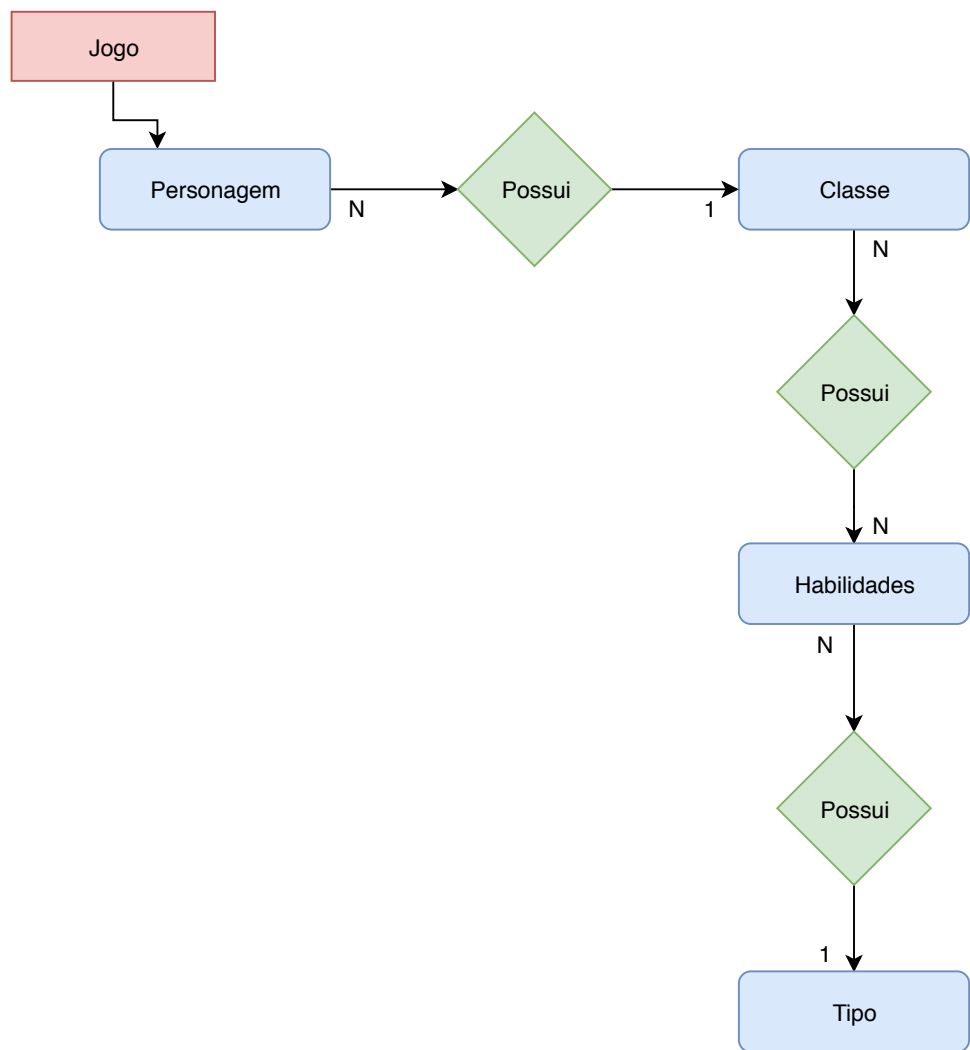 Jogo
Personagem
N
Possui
1
Classe
N
Possui
N
Habilidades
N
Possui
1
Tipo